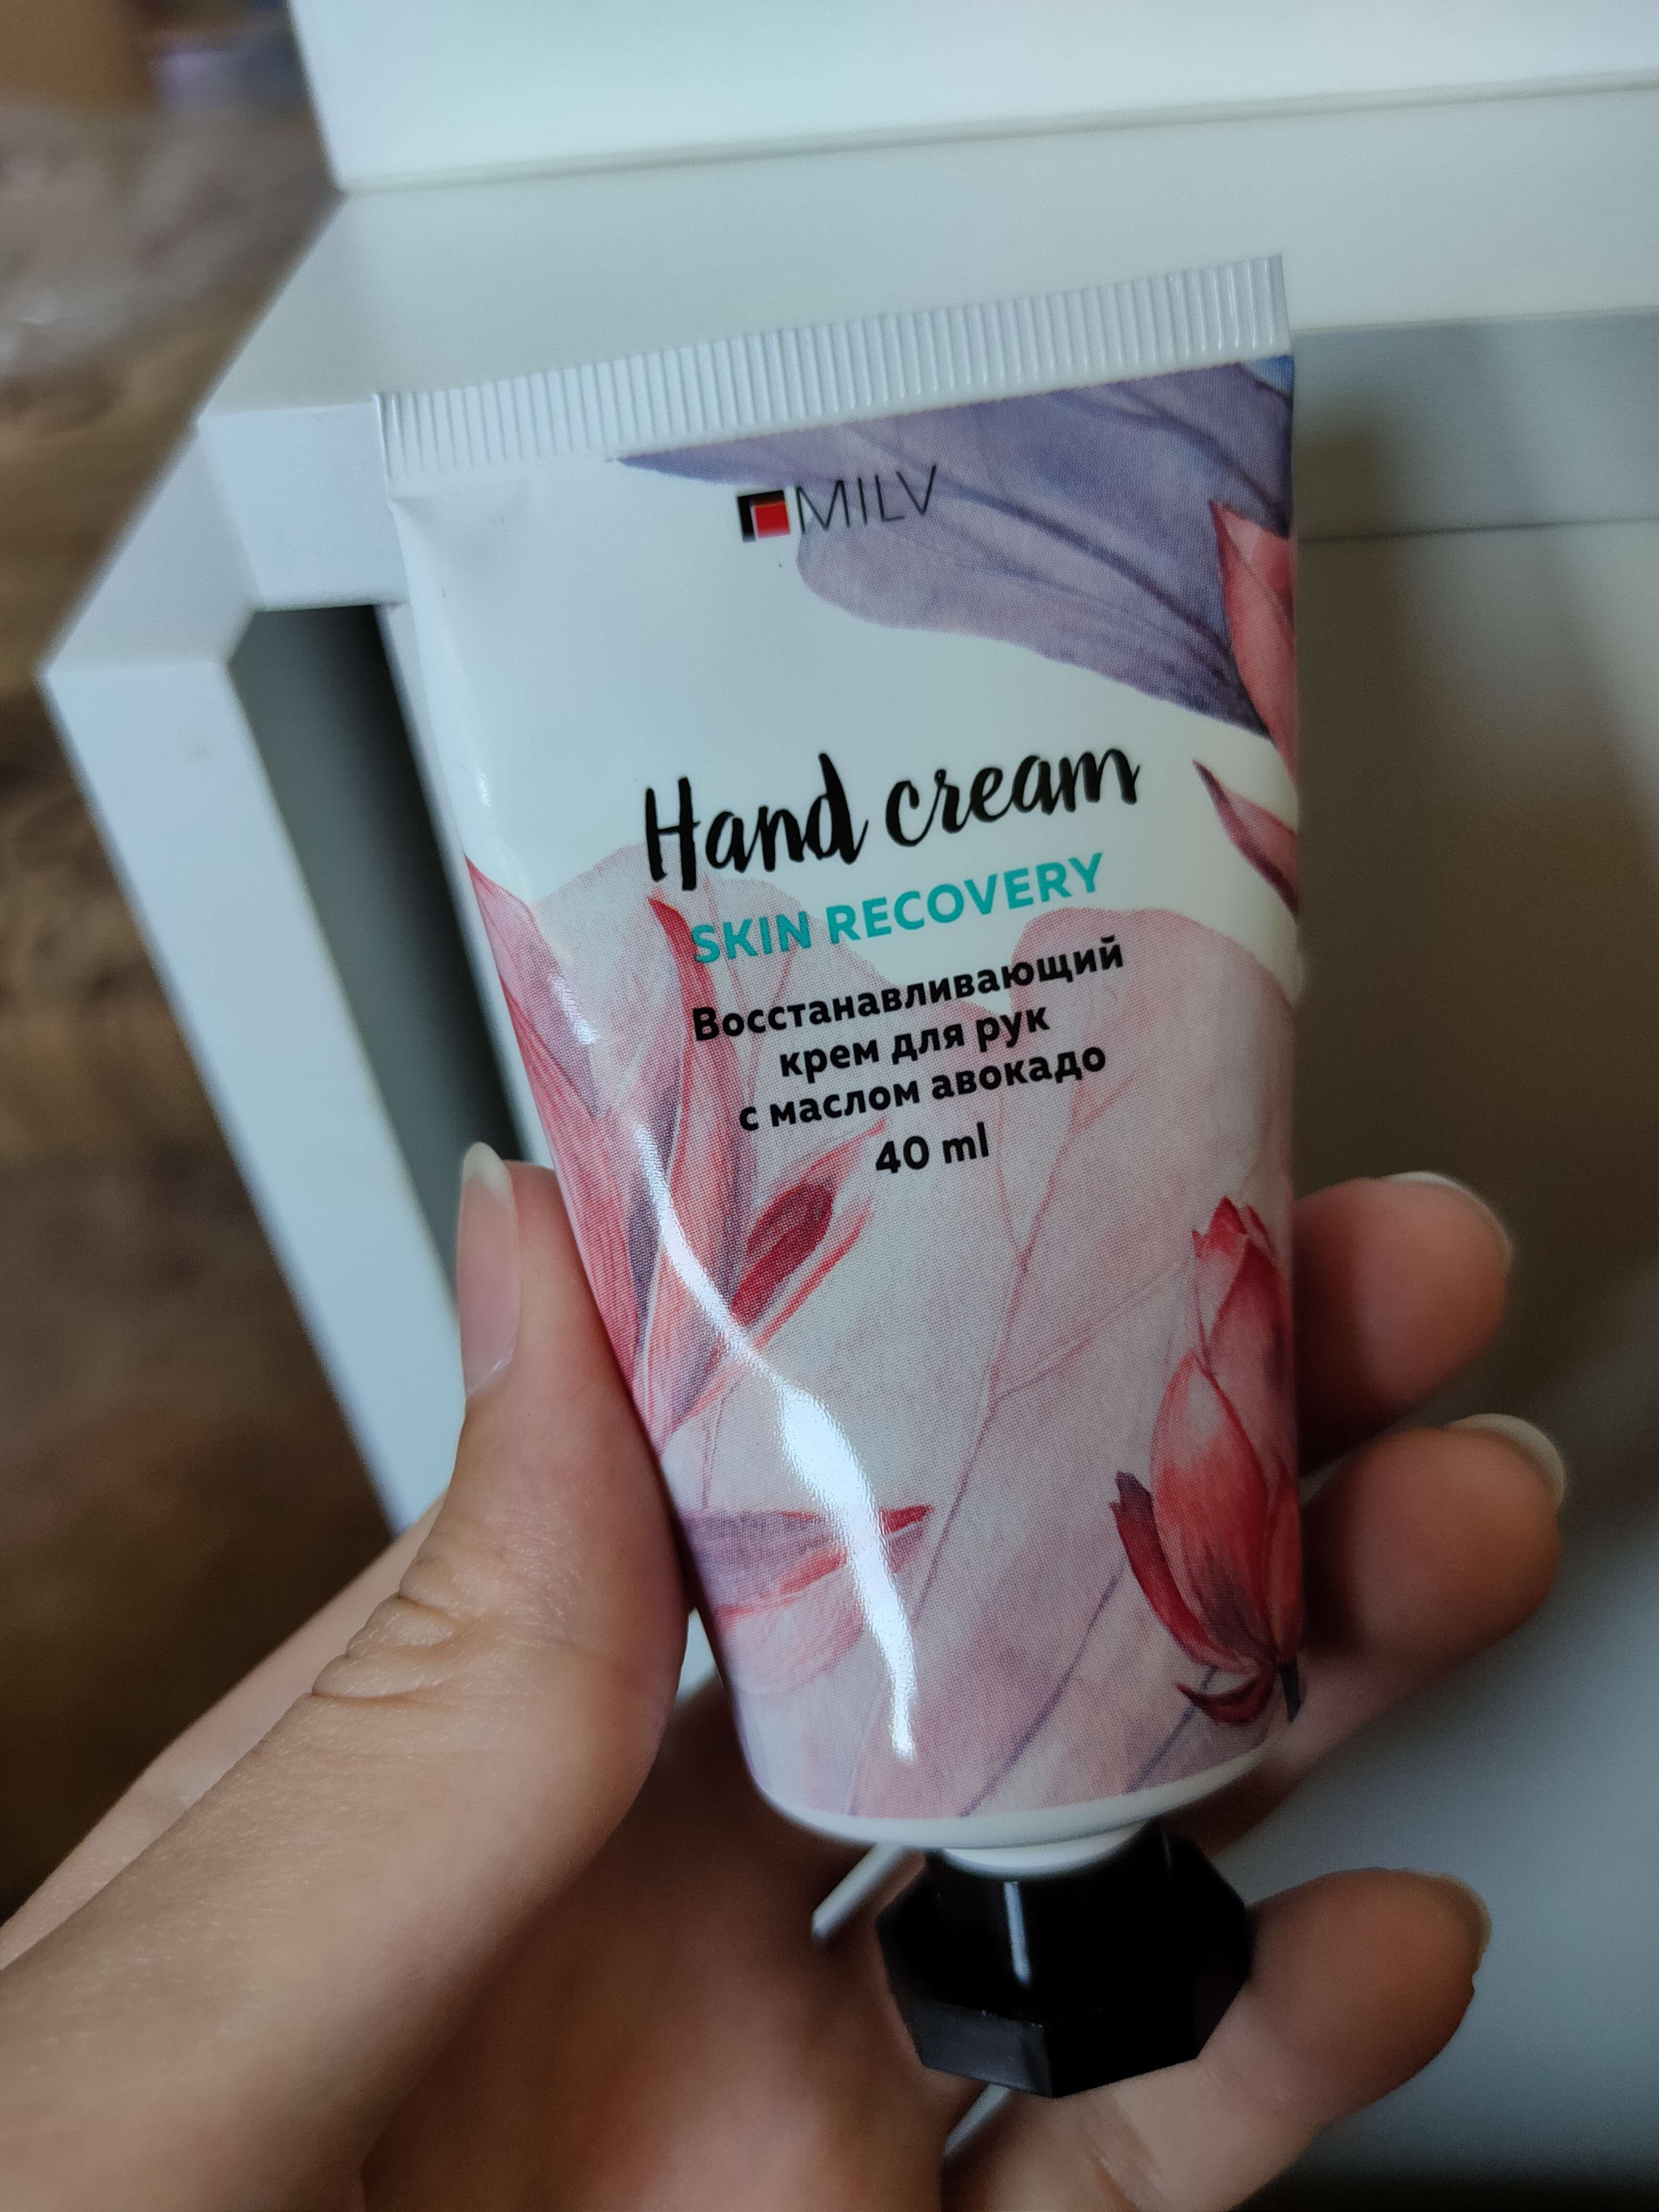 MILV
Hand cream
SKIN RECOVERY
Восстанавливающий
крем для рук
с маслом авокадо
40 ml